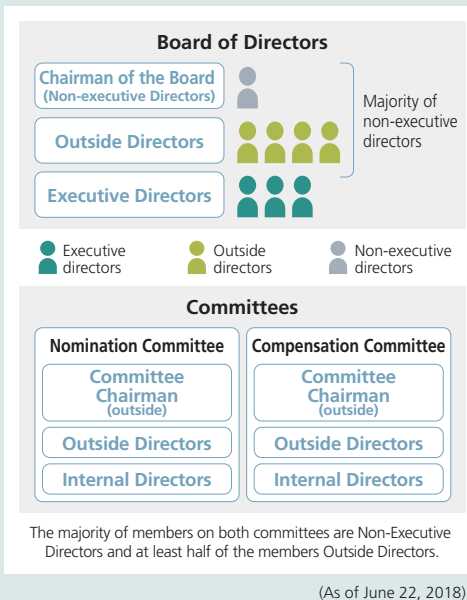 Board of Directors
Chairman of the Board
(Non-executive Directors)
Majority of
non-executive
directors
Outside Directors
Executive Directors
Executive
directors
Outside
directors
Non-executive
directors
Committees
Nomination Committee
Committee
Chairman
(outside)
Outside Directors
Internal Directors
Compensation Committee
Committee
Chairman
(outside)
Outside Directors
Internal Directors
The majority of members on both committees are Non-Executive
Directors and at least half of the members Outside Directors.
(As of June 22, 2018)